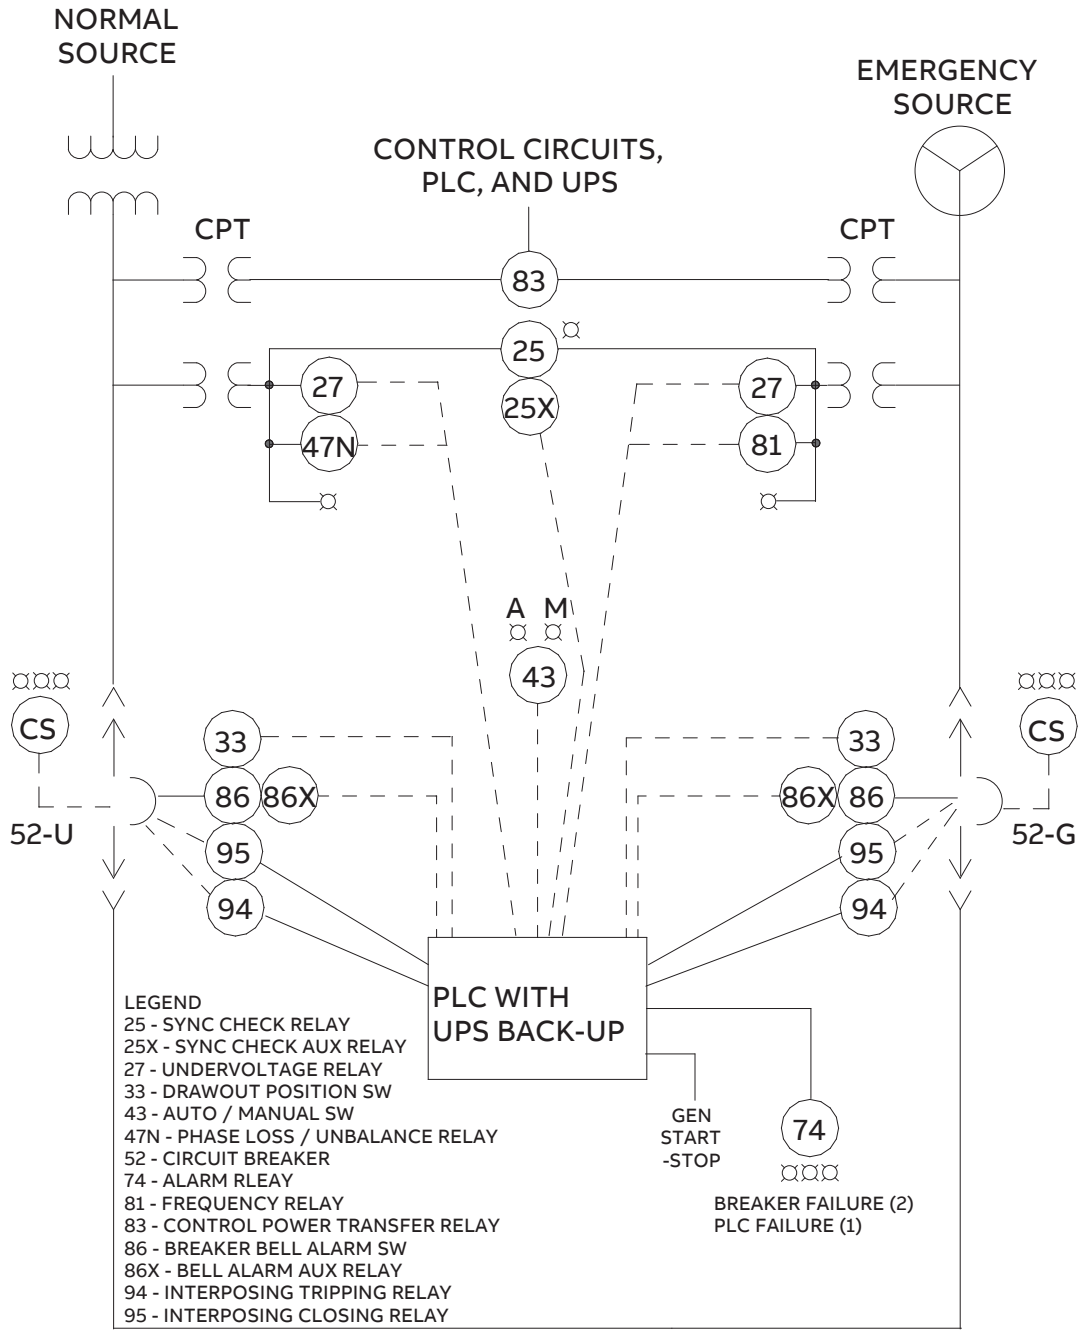 NORMAL
SOURCE
EMERGENCY
SOURCE
CONTROL CIRCUITS,
PLC, AND UPS
CPT
CPT
83
25
27
27
25X
47N
81
A M
43
CS
CS
33
33
86 86X
86X 86
52-U
52-G
95
95
94
94
PLC WITH
UPS BACK-UP
LEGEND
25 - SYNC CHECK RELAY
25X - SYNC CHECK AUX RELAY
27 - UNDERVOLTAGE RELAY
33 - DRAWOUT POSITION SW
43 - AUTO / MANUAL SW
47N - PHASE LOSS / UNBALANCE RELAY
52 - CIRCUIT BREAKER
74 - ALARM RLEAY
81 - FREQUENCY RELAY
83 - CONTROL POWER TRANSFER RELAY
86 - BREAKER BELL ALARM SW
86X - BELL ALARM AUX RELAY
94 - INTERPOSING TRIPPING RELAY
95 - INTERPOSING CLOSING RELAY
GEN
START
-STOP
74
BREAKER FAILURE (2)
PLC FAILURE (1)